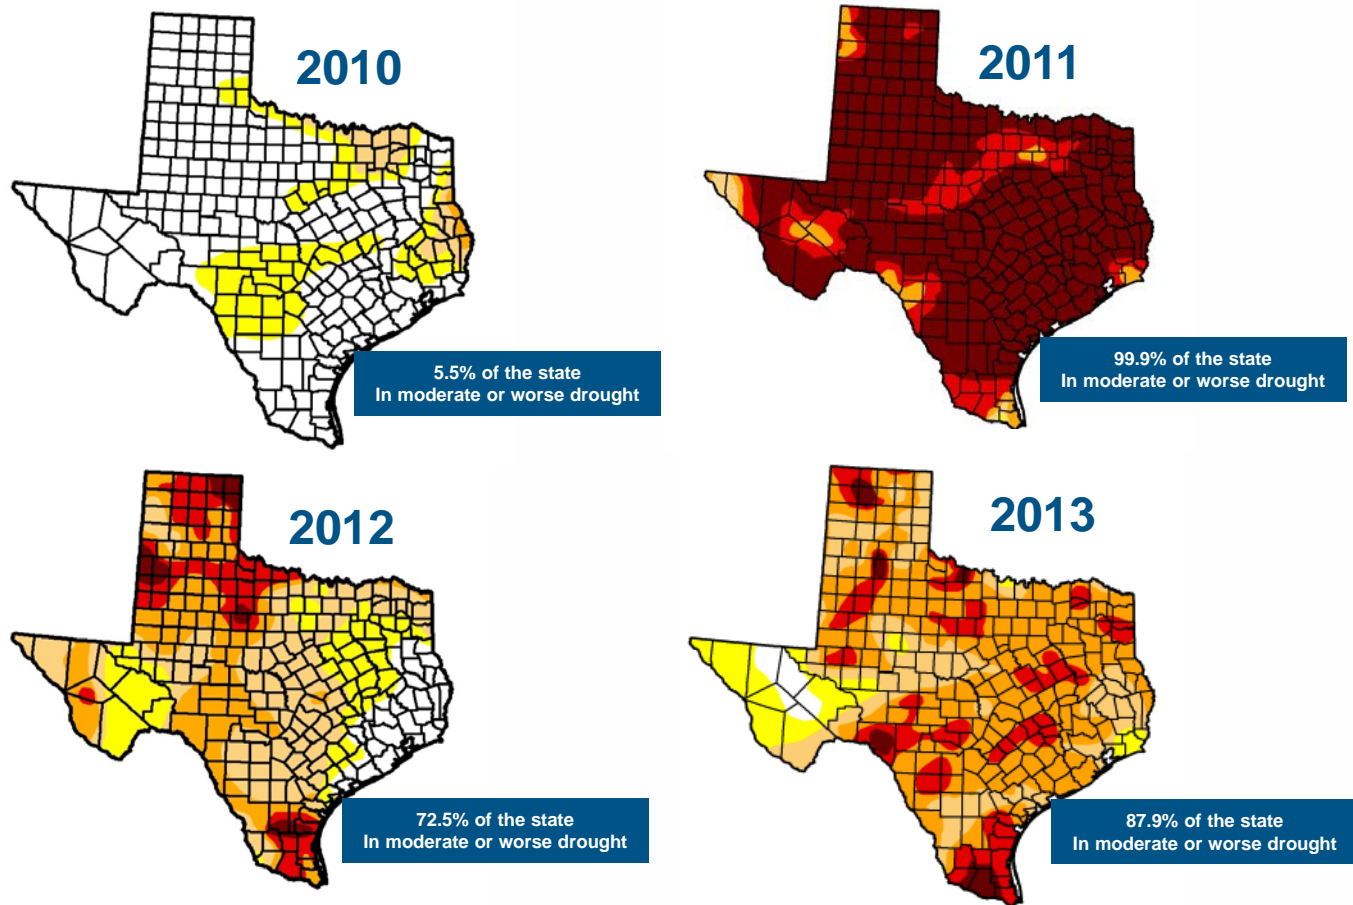 2010
5.5% of the state
In moderate or worse drought
2011
99.9% of the state
In moderate or worse drought
2012
72.5% of the state
In moderate or worse drought
2013
87.9% of the state
In moderate or worse drought